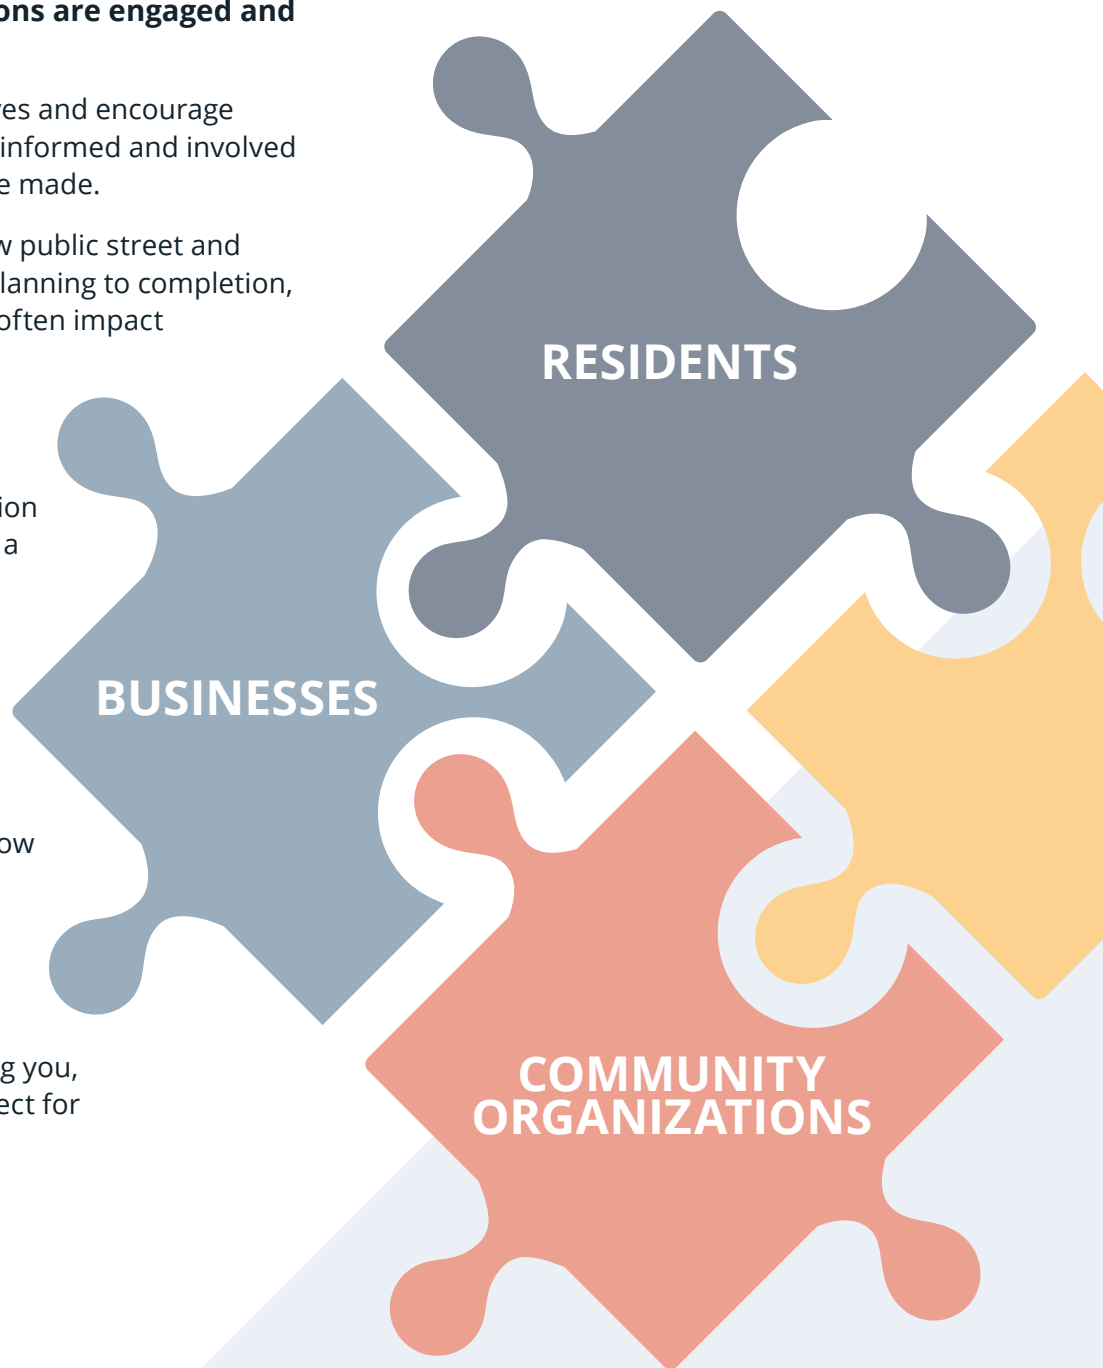 ons are engaged and
ves and encourage
informed and involved
e made.
w public street and
lanning to completion,
often impact
ion
a
ow
g you,
ect for
RESIDENTS
BUSINESSES
COMMUNITY
ORGANIZATIONS